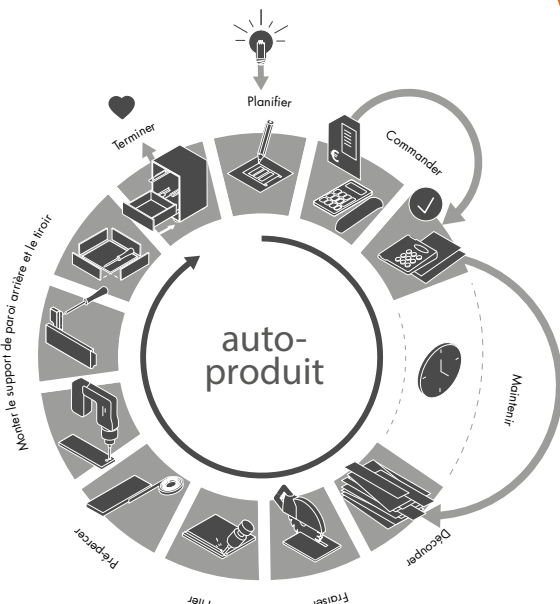 Planifier
Commander
Maintenir
Découper
Fraiser
Pré-percer
Monter le support de paroi arrière et le tiroir
Terminer
auto-
produit